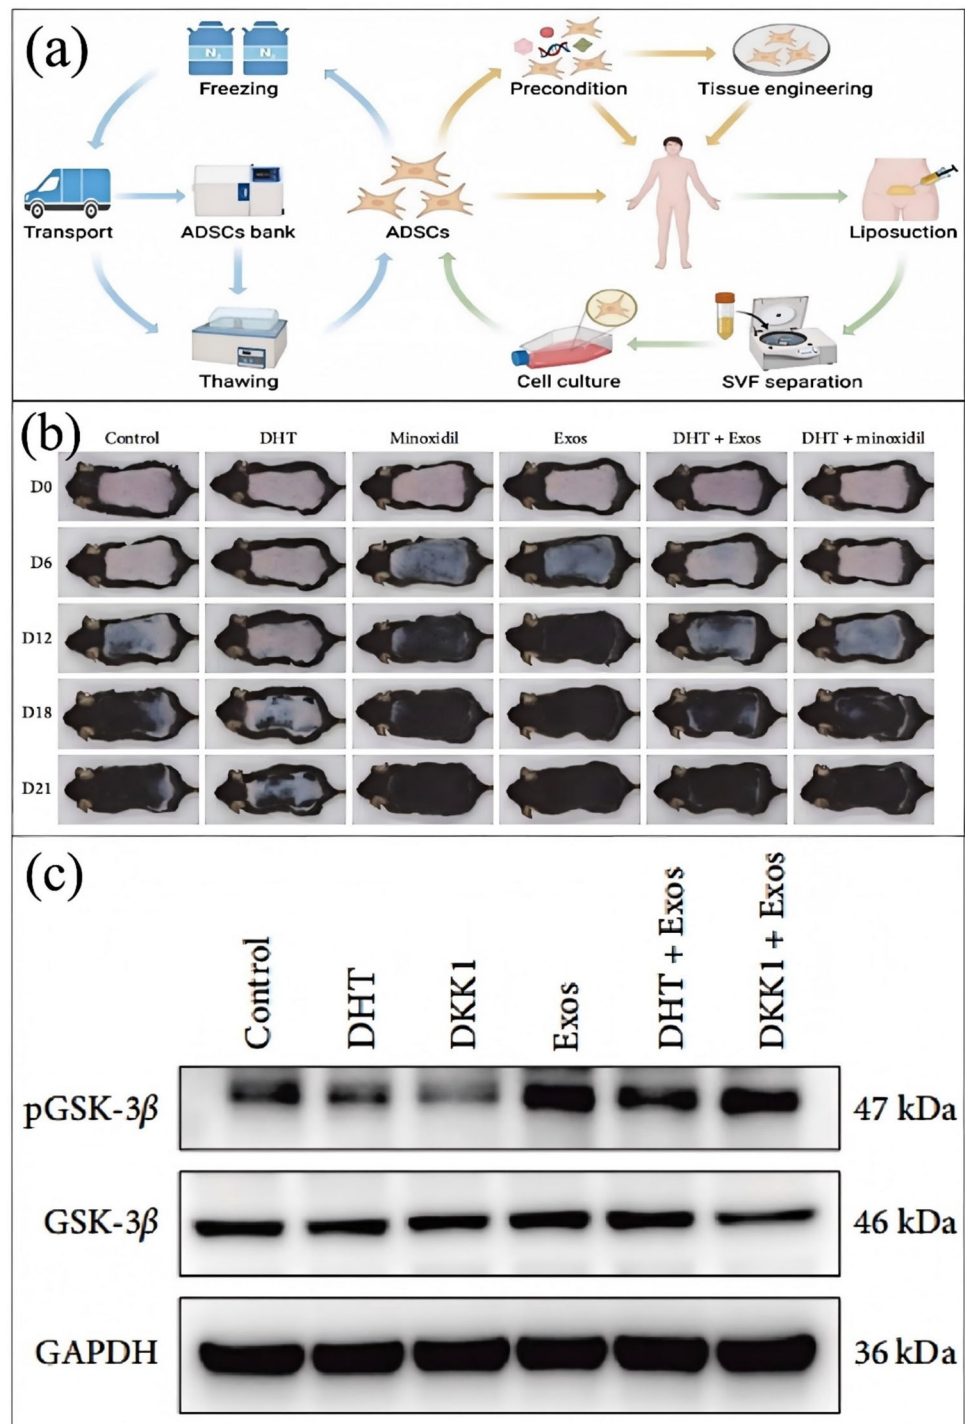 (a)
N₂ N₂
Freezing
Precondition
Tissue engineering
Transport
ADSCs bank
ADSCs
Liposuction
Thawing
Cell culture
SVF separation
(b)
Control DHT Minoxidil Exos DHT + Exos DHT + minoxidil
D0
D6
D12
D18
D21
(c)
Control
DHT
DKK1
Exos
DHT + Exos
DKK1 + Exos
pGSK-3β 47 kDa
GSK-3β 46 kDa
GAPDH 36 kDa